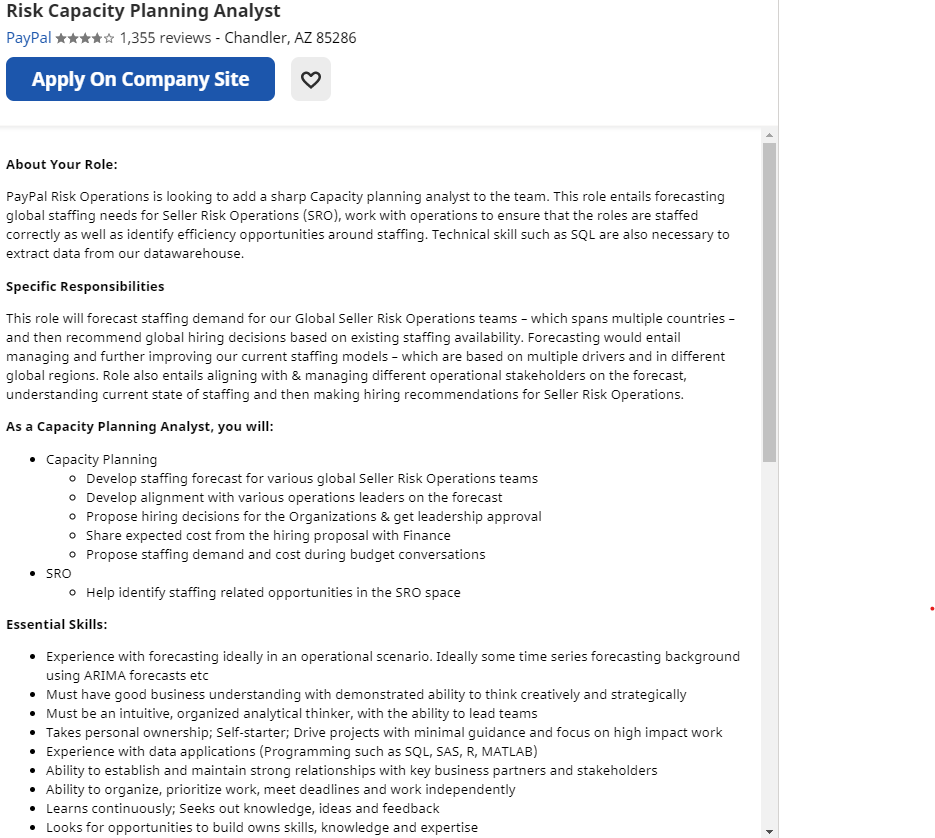 Risk Capacity Planning Analyst
PayPal ★★★★☆ 1,355 reviews - Chandler, AZ 85286
Apply On Company Site
About Your Role:
PayPal Risk Operations is looking to add a sharp Capacity planning analyst to the team. This role entails forecasting
global staffing needs for Seller Risk Operations (SRO), work with operations to ensure that the roles are staffed
correctly as well as identify efficiency opportunities around staffing. Technical skill such as SQL are also necessary to
extract data from our datawarehouse.
Specific Responsibilities
This role will forecast staffing demand for our Global Seller Risk Operations teams – which spans multiple countries –
and then recommend global hiring decisions based on existing staffing availability. Forecasting would entail
managing and further improving our current staffing models – which are based on multiple drivers and in different
global regions. Role also entails aligning with & managing different operational stakeholders on the forecast,
understanding current state of staffing and then making hiring recommendations for Seller Risk Operations.
As a Capacity Planning Analyst, you will:
• Capacity Planning
◦ Develop staffing forecast for various global Seller Risk Operations teams
◦ Develop alignment with various operations leaders on the forecast
◦ Propose hiring decisions for the Organizations & get leadership approval
◦ Share expected cost from the hiring proposal with Finance
◦ Propose staffing demand and cost during budget conversations
• SRO
◦ Help identify staffing related opportunities in the SRO space
Essential Skills:
• Experience with forecasting ideally in an operational scenario. Ideally some time series forecasting background
using ARIMA forecasts etc
• Must have good business understanding with demonstrated ability to think creatively and strategically
• Must be an intuitive, organized analytical thinker, with the ability to lead teams
• Takes personal ownership; Self-starter; Drive projects with minimal guidance and focus on high impact work
• Experience with data applications (Programming such as SQL, SAS, R, MATLAB)
• Ability to establish and maintain strong relationships with key business partners and stakeholders
• Ability to organize, prioritize work, meet deadlines and work independently
• Learns continuously; Seeks out knowledge, ideas and feedback
• Looks for opportunities to build owns skills, knowledge and expertise